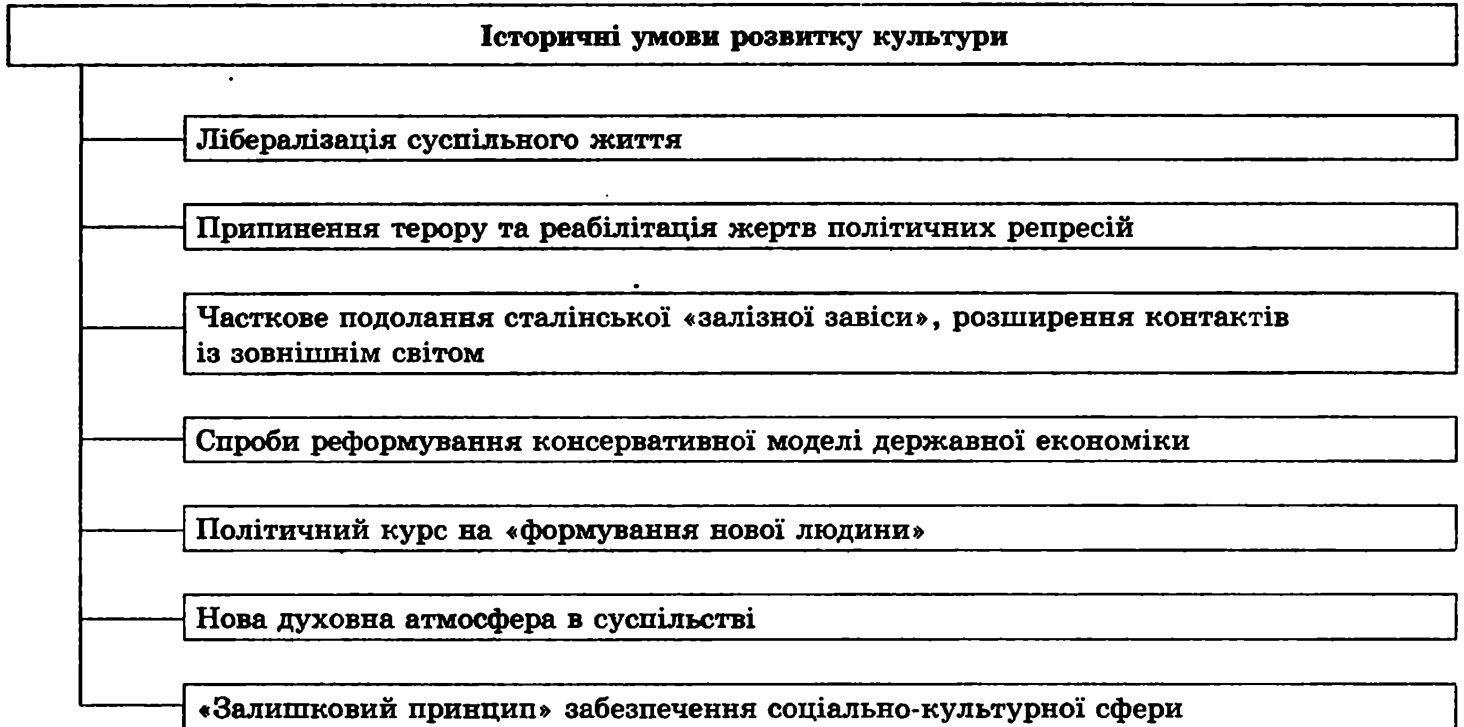 Історичні умови розвитку культури
Лібералізація суспільного життя
Припинення терору та реабілітація жертв політичних репресій
Часткове подолання сталінської «залізної завіси», розширення контактів
із зовнішнім світом
Спроби реформування консервативної моделі державної економіки
Політичний курс на «формування нової людини»
Нова духовна атмосфера в суспільстві
«Залишковий принцип» забезпечення соціально-культурної сфери